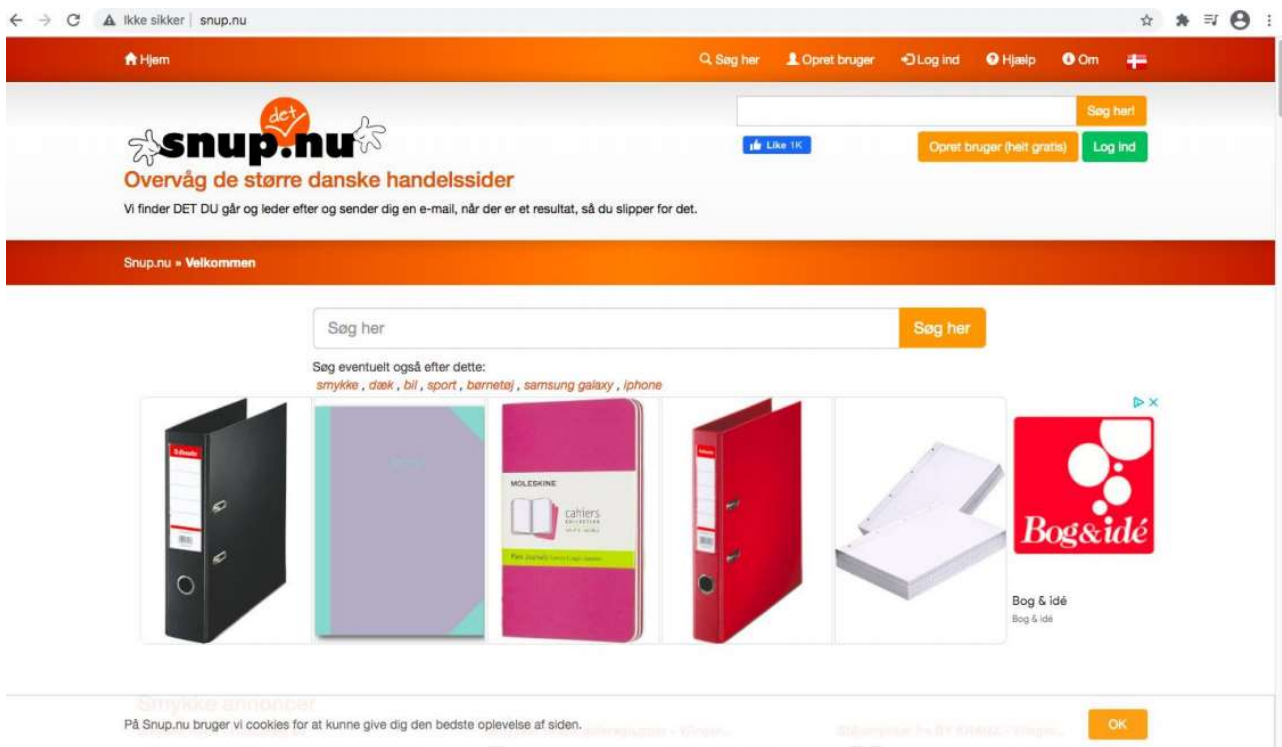 Ikke sikker | snup.nu
Hjem
Søg her
Opret bruger
Log ind
Hjælp
Om
det
snup.nu
Søg her!
Like 1K
Opret bruger (helt gratis)
Log ind
Overvåg de større danske handelssider
Vi finder DET DU går og leder efter og sender dig en e-mail, når der er et resultat, så du slipper for det.
Snup.nu » Velkommen
Søg her
Søg her
Søg eventuelt også efter dette:
smykke , dæk , bil , sport , børnetøj , samsung galaxy , iphone
MOLESKINE
cahiers
COLLECTION
Bog&idé
Bog & idé
Bog & idé
Smykke annoncer
På Snup.nu bruger vi cookies for at kunne give dig den bedste oplevelse af siden.
OK